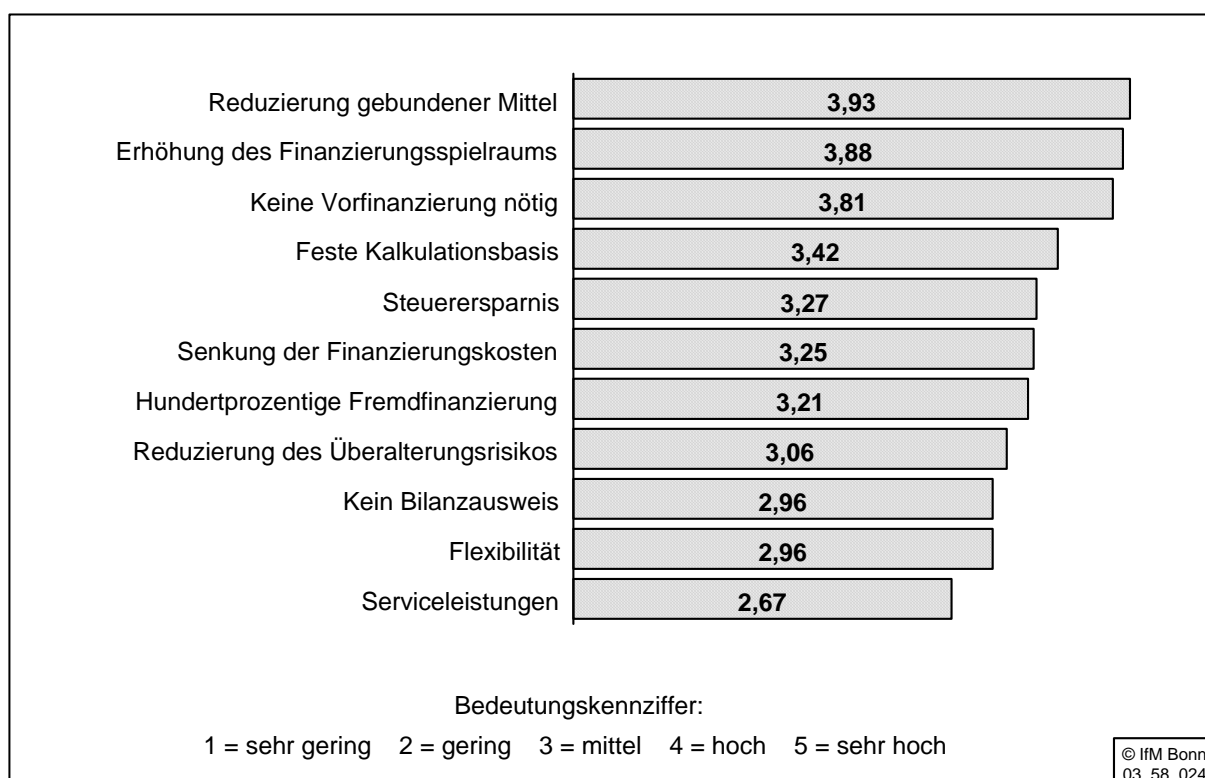 Reduzierung gebundener Mittel 3,93
Erhöhung des Finanzierungsspielraums 3,88
Keine Vorfinanzierung nötig 3,81
Feste Kalkulationsbasis 3,42
Steuerersparnis 3,27
Senkung der Finanzierungskosten 3,25
Hundertprozentige Fremdfinanzierung 3,21
Reduzierung des Überalterungsrisikos 3,06
Kein Bilanzausweis 2,96
Flexibilität 2,96
Serviceleistungen 2,67
Bedeutungskennziffer:
1 = sehr gering 2 = gering 3 = mittel 4 = hoch 5 = sehr hoch
© IfM Bonn
03 58 024